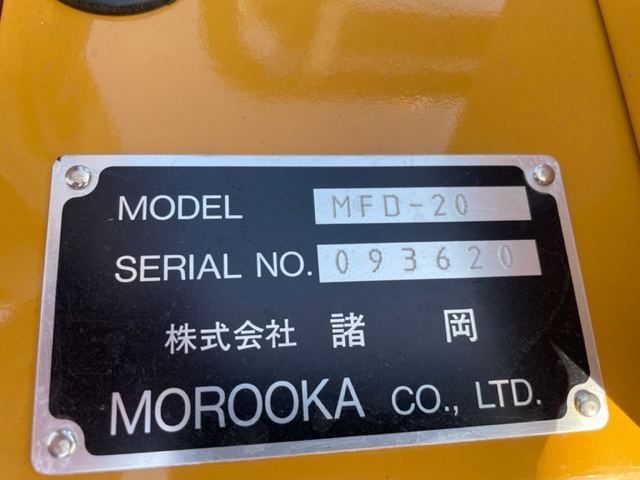 MODEL MFD-20
SERIAL NO. 093620
株式会社 諸岡
MOROOKA CO., LTD.